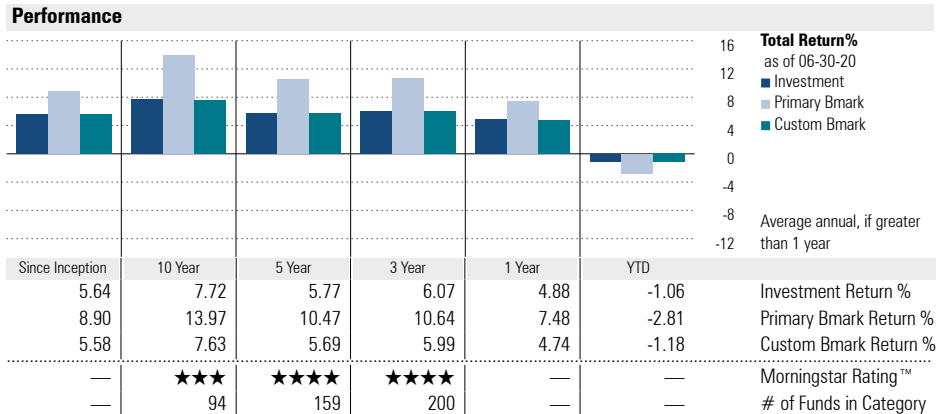 Performance
16
12
8
4
0
-4
-8
-12
Total Return%
as of 06-30-20
Investment
Primary Bmark
Custom Bmark
Average annual, if greater
than 1 year
Since Inception 10 Year 5 Year 3 Year 1 Year YTD
5.64 7.72 5.77 6.07 4.88 -1.06 Investment Return %
8.90 13.97 10.47 10.64 7.48 -2.81 Primary Bmark Return %
5.58 7.63 5.69 5.99 4.74 -1.18 Custom Bmark Return %
— ★★★ ★★★★ ★★★★ — — Morningstar Rating™
— 94 159 200 — — # of Funds in Category